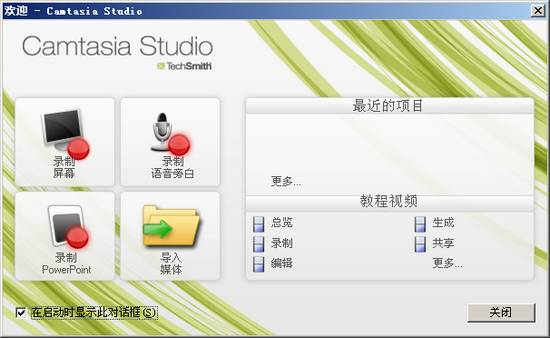 欢迎 - Camtasia Studio
Camtasia Studio
TechSmith
录制
屏幕
录制
语音旁白
录制
PowerPoint
导入
媒体
最近的项目
更多...
教程视频
总览
生成
录制
共享
编辑
更多...
在启动时显示此对话框(S)
关闭